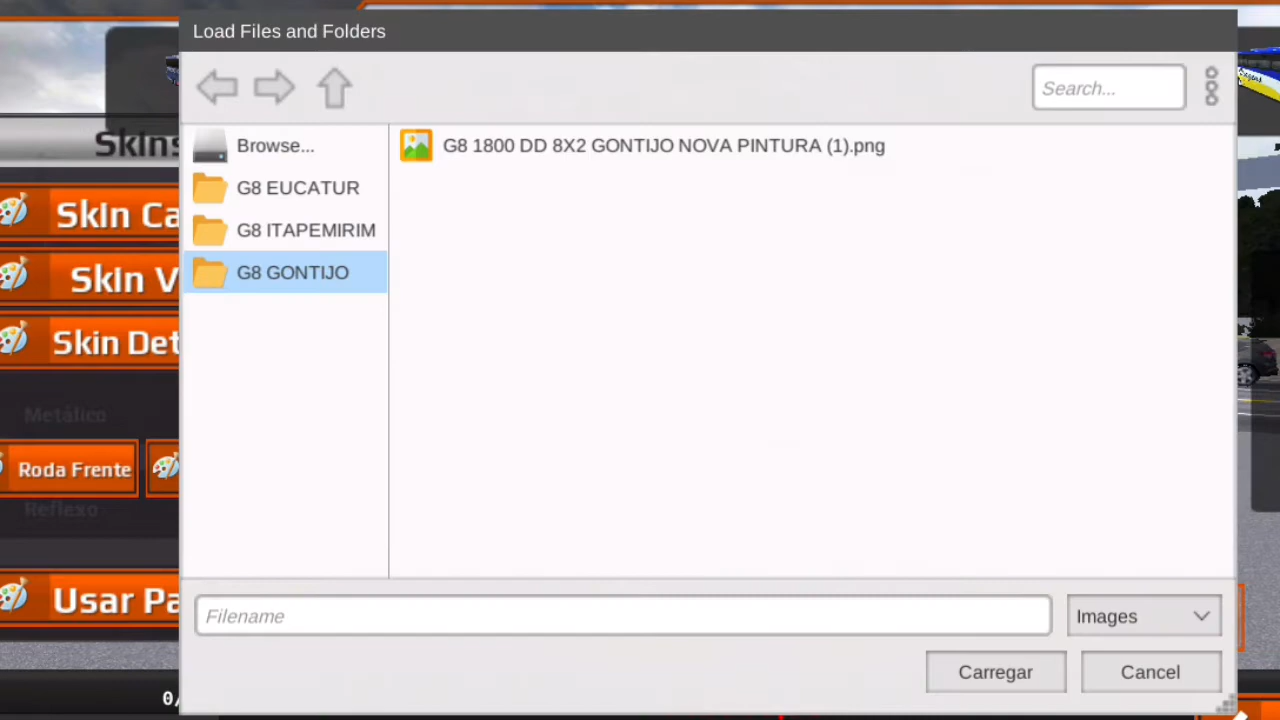 Load Files and Folders
Search...
Skins
Browse...
G8 1800 DD 8X2 GONTIJO NOVA PINTURA (1).png
G8 EUCATUR
Skin Ca
G8 ITAPEMIRIM
Skin V
G8 GONTIJO
Skin Det
Metálico
Roda Frente
Reflexo
Usar Pa
Filename
Images
Carregar
Cancel
0/